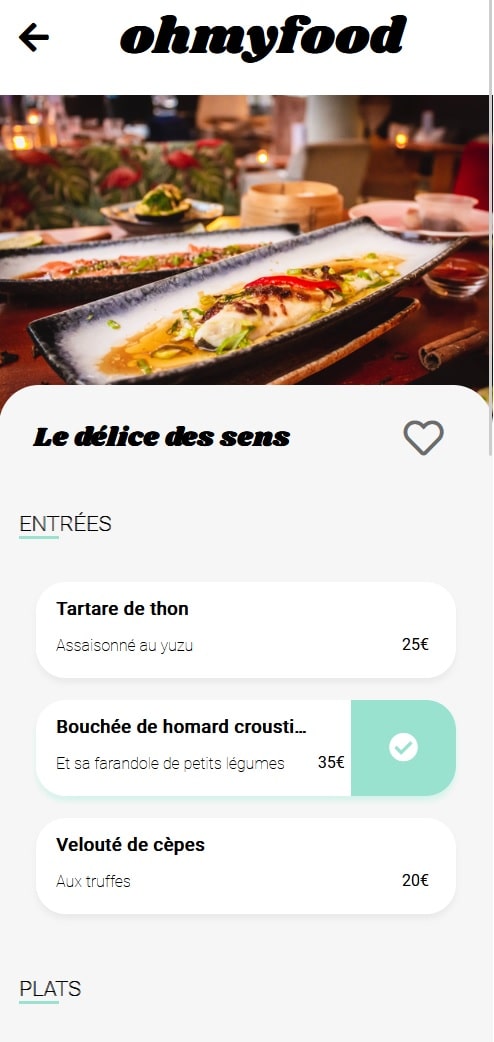 ohmyfood
Le délice des sens
ENTRÉES
Tartare de thon
Assaisonné au yuzu 25€
Bouchée de homard crousti...
Et sa farandole de petits légumes 35€
Velouté de cèpes
Aux truffes 20€
PLATS